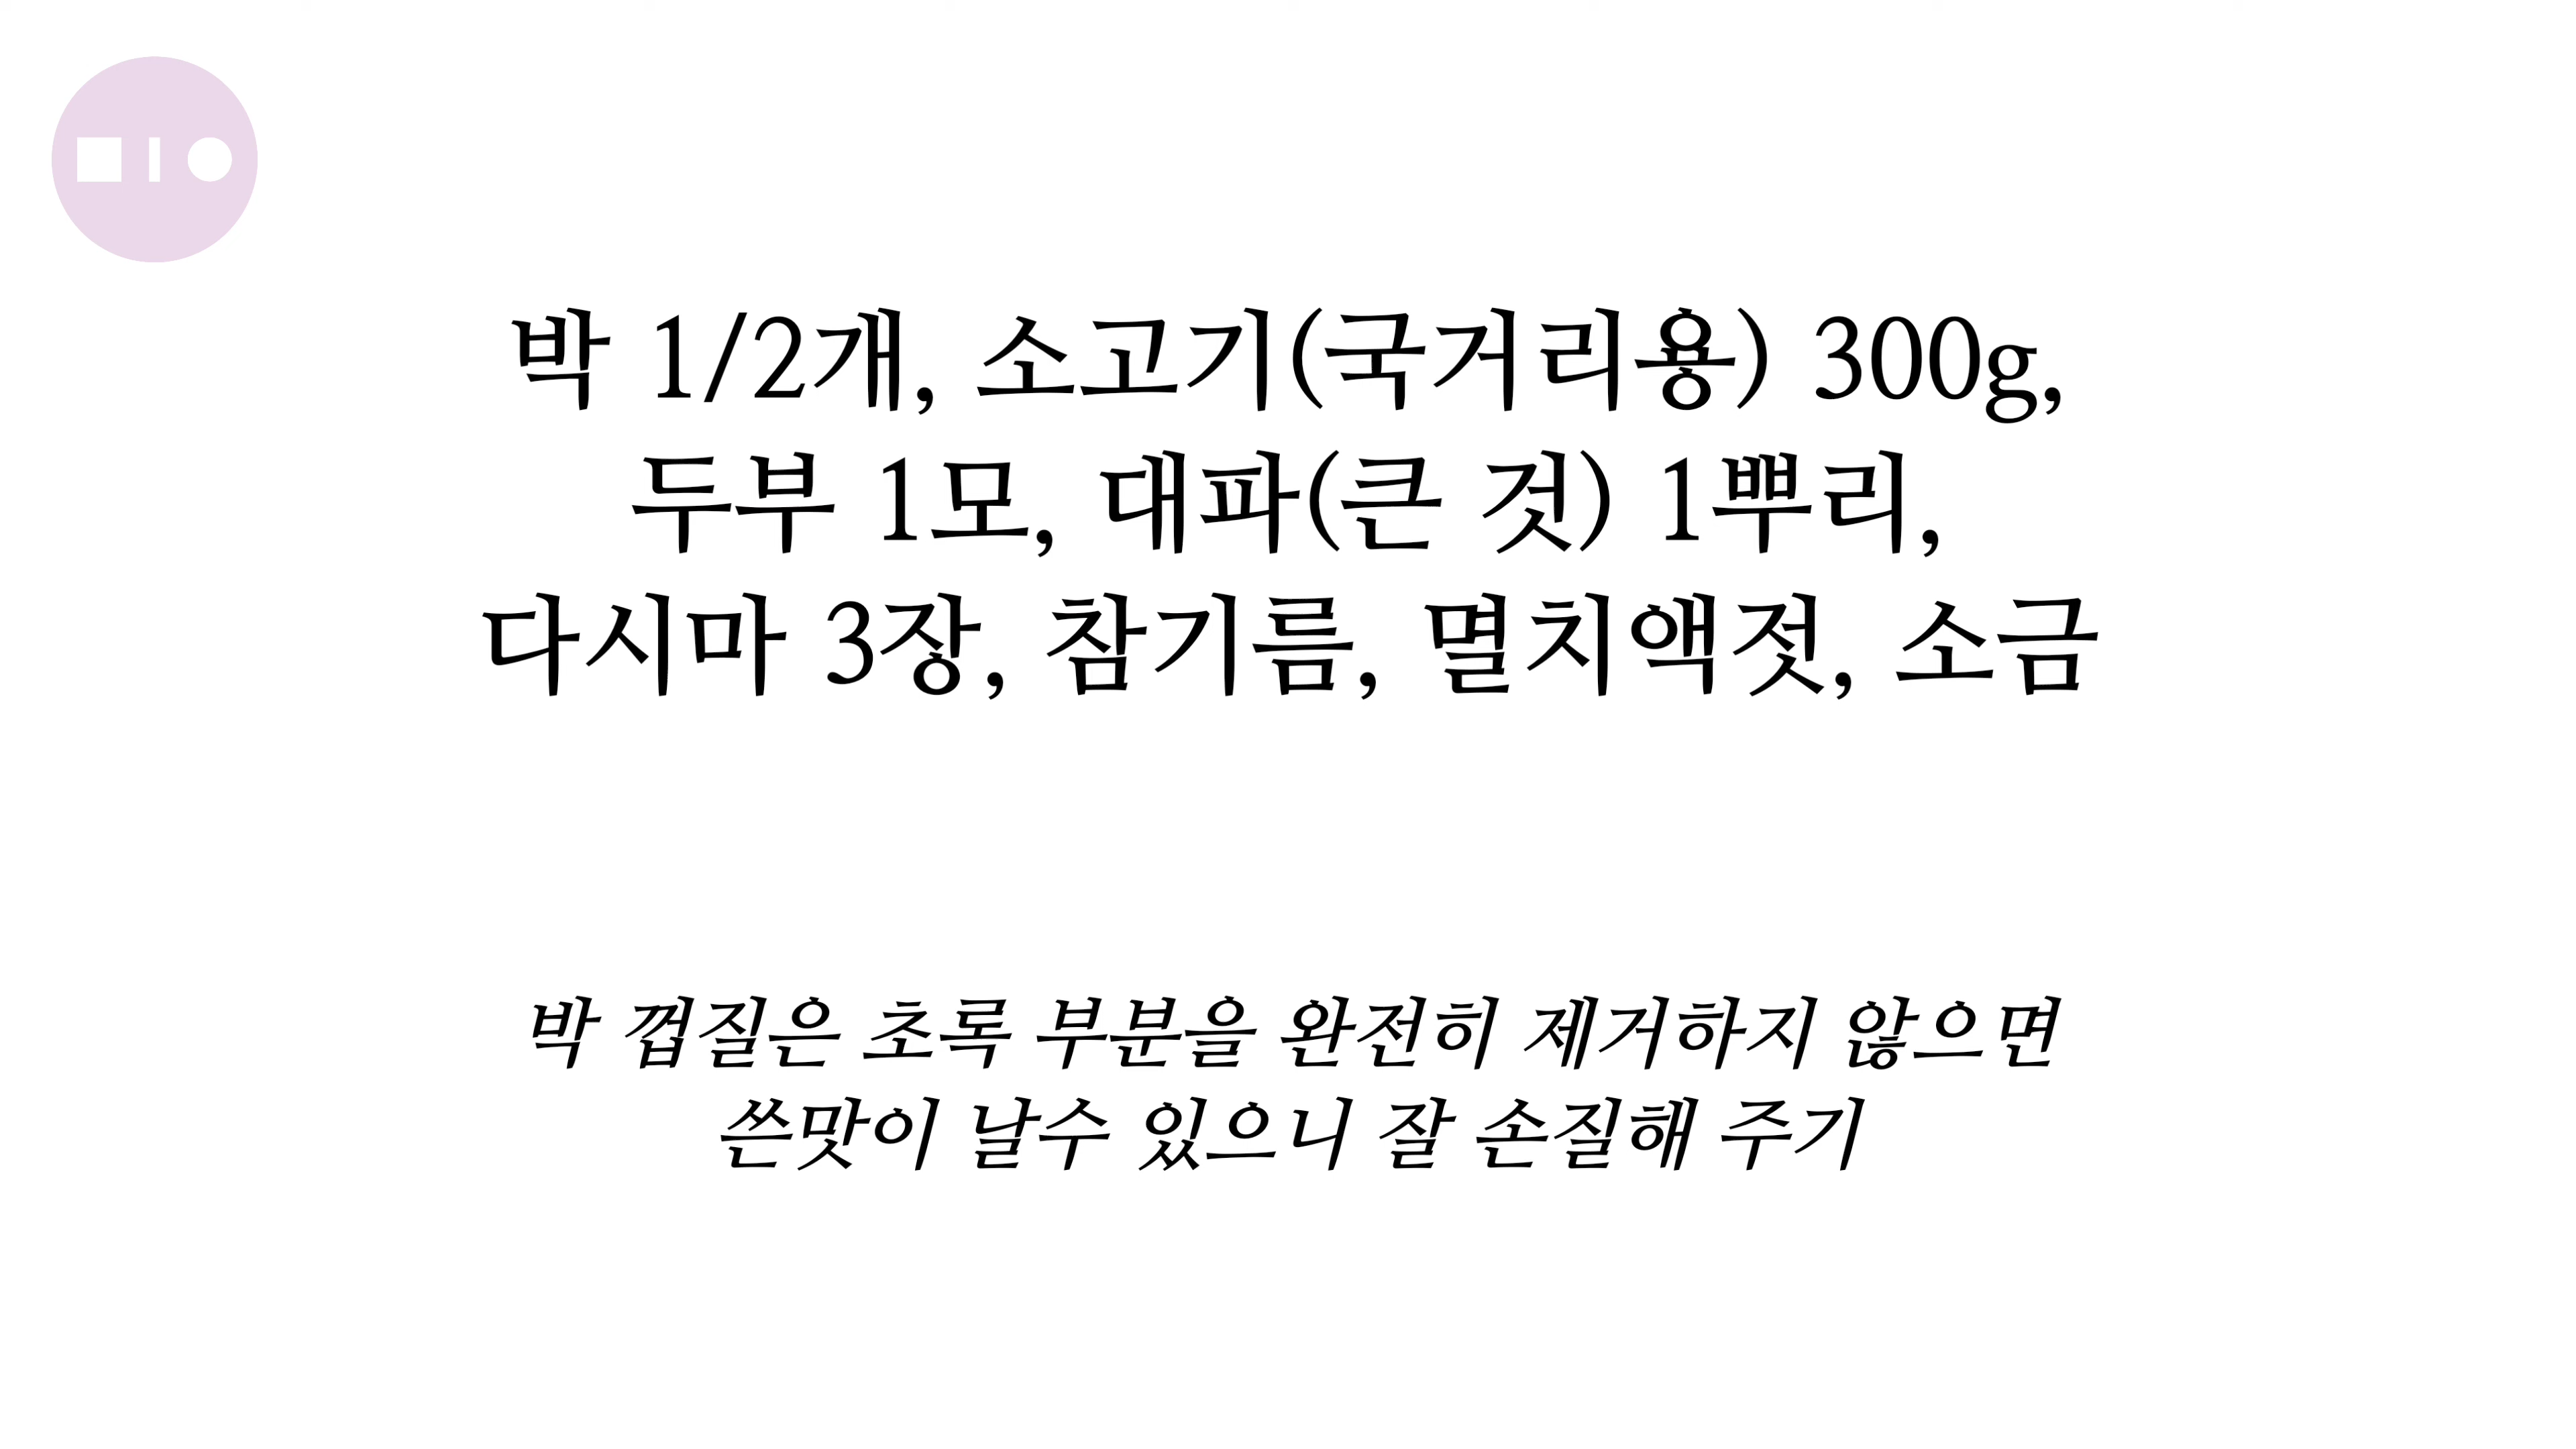 박 1/2개, 소고기(국거리용) 300g,
두부 1모, 대파(큰 것) 1뿌리,
다시마 3장, 참기름, 멸치액젓, 소금
박 껍질은 초록 부분을 완전히 제거하지 않으면
쓴맛이 날수 있으니 잘 손질해 주기